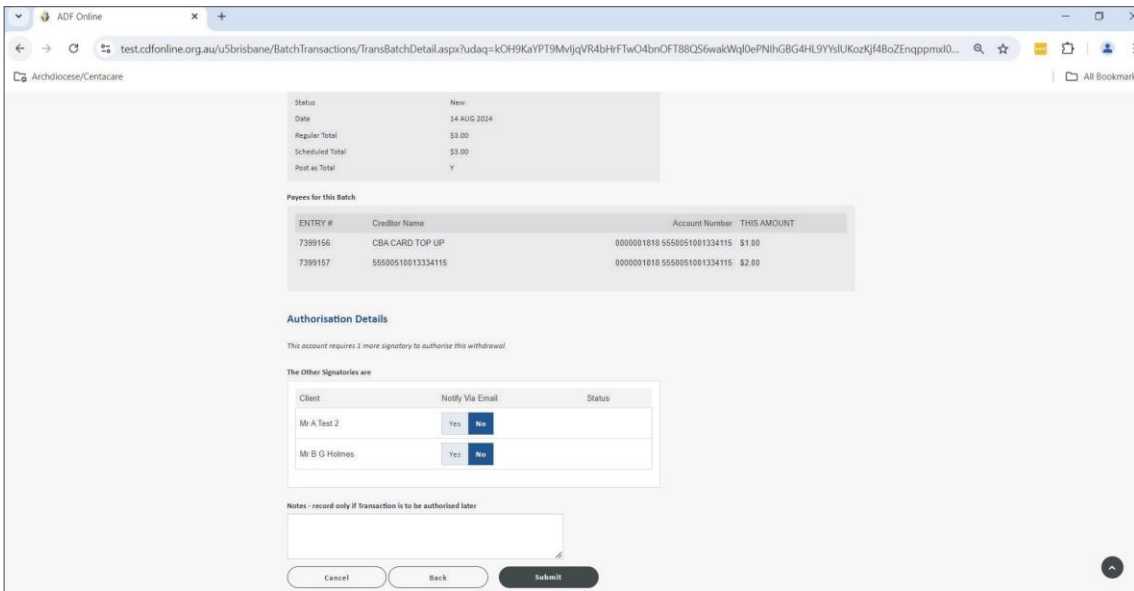 ADF Online
test.cdfonline.org.au/u5brisbane/BatchTransactions/TransBatchDetail.aspx?udaq=
Archdiocese/Centacare All Bookmark
Status New
Date 14 AUG 2024
Regular Total $3.00
Scheduled Total $3.00
Post as Total Y
Payees for this Batch
ENTRY # Creditor Name Account Number THIS AMOUNT
7399156 CBA CARD TOP UP 0000001818 5550051001334115 $1.00
7399157 55500510013334115 0000001818 5550051001334115 $2.00
Authorisation Details
This account requires 1 more signatory to authorise this withdrawal.
The Other Signatories are
Client Notify Via Email Status
Mr A Test 2 Yes No
Mr B G Holmes Yes No
Notes - record only if Transaction is to be authorised later
Cancel Back Submit